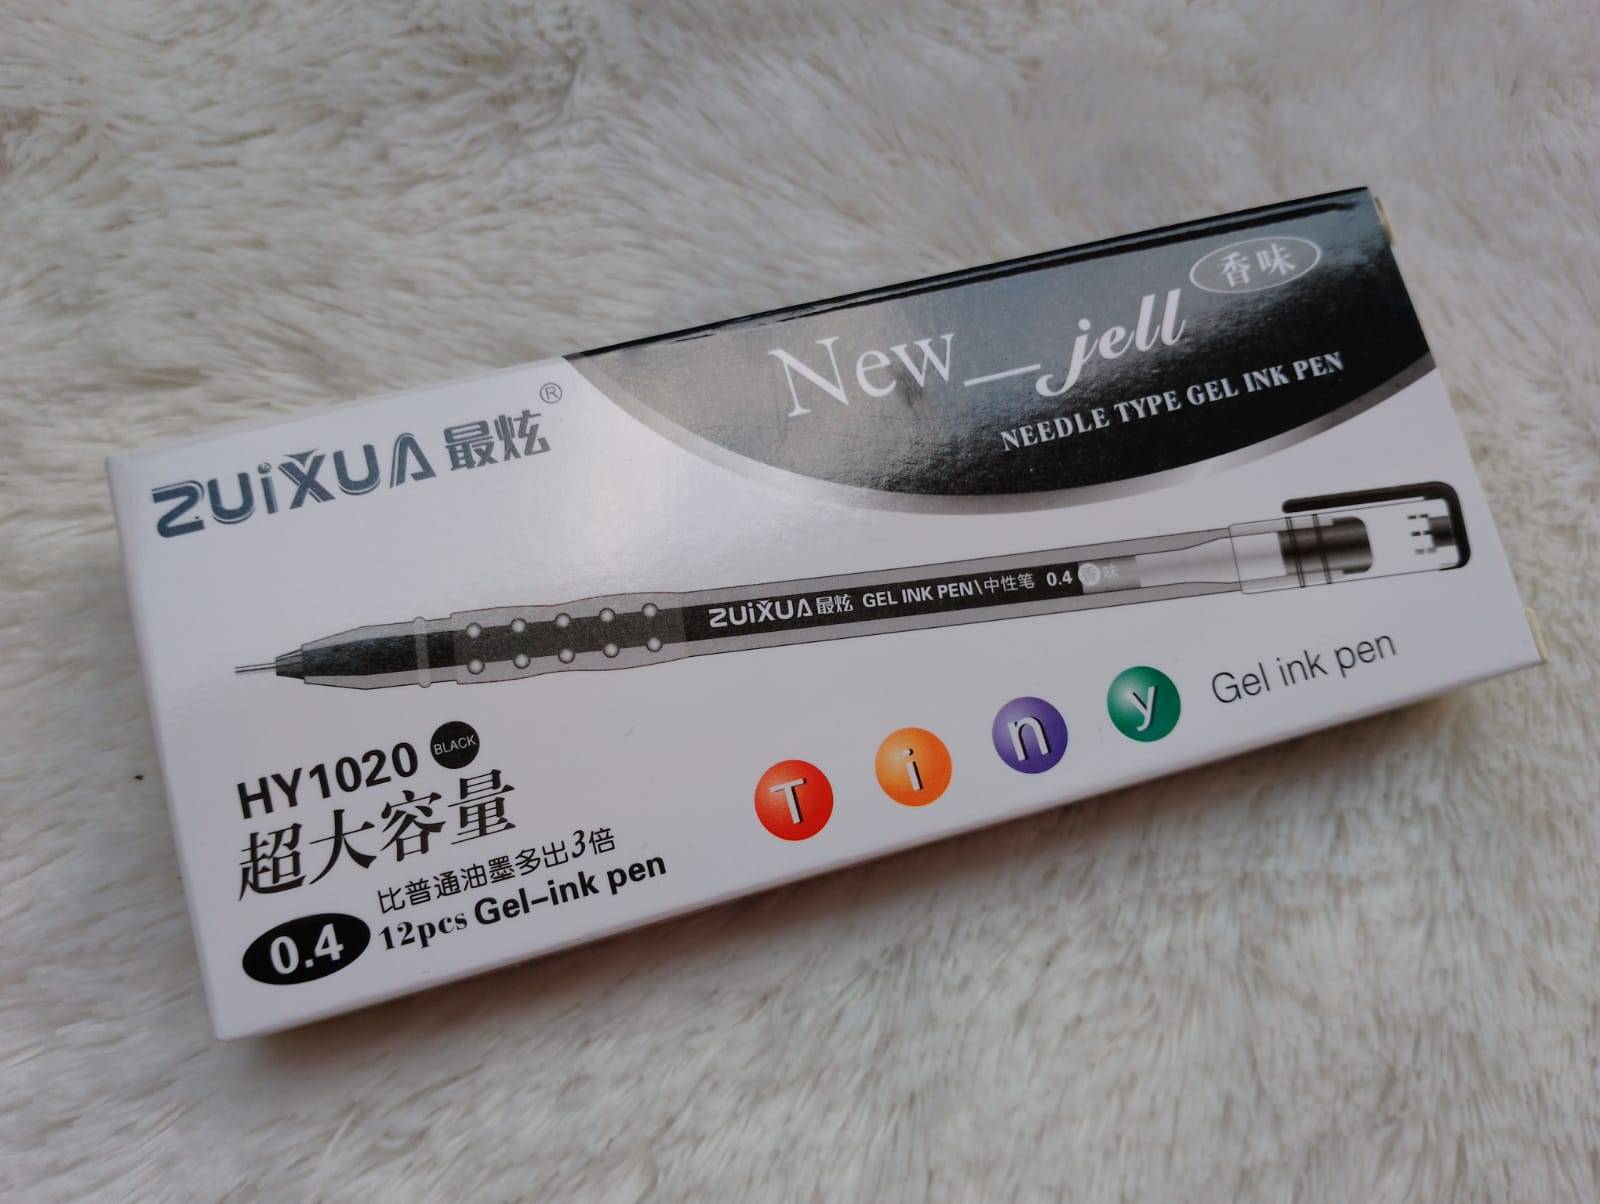 香味
New_jell
NEEDLE TYPE GEL INK PEN
ZUiXUA 最炫®
ZUiXUA 最炫 GEL INK PEN\中性笔 0.4 香味
HY1020 BLACK
超大容量
比普通油墨多出3倍
0.4 12pcs Gel-ink pen
Tiny Gel ink pen